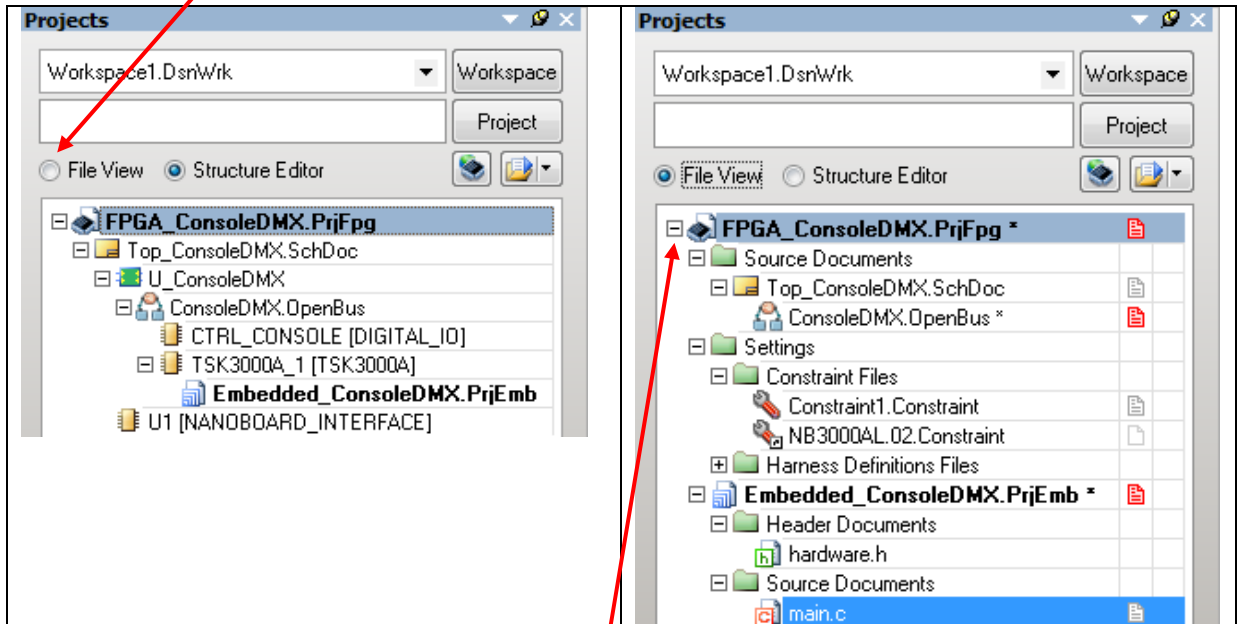 Projects
Workspace1.DsnWrk
Workspace
Project
File View
Structure Editor
FPGA_ConsoleDMX.PrjFpg
Top_ConsoleDMX.SchDoc
U_ConsoleDMX
ConsoleDMX.OpenBus
CTRL_CONSOLE [DIGITAL_IO]
TSK3000A_1 [TSK3000A]
Embedded_ConsoleDMX.PrjEmb
U1 [NANOBOARD_INTERFACE]
Projects
Workspace1.DsnWrk
Workspace
Project
File View
Structure Editor
FPGA_ConsoleDMX.PrjFpg *
Source Documents
Top_ConsoleDMX.SchDoc
ConsoleDMX.OpenBus *
Settings
Constraint Files
Constraint1.Constraint
NB3000AL.02.Constraint
Harness Definitions Files
Embedded_ConsoleDMX.PrjEmb *
Header Documents
hardware.h
Source Documents
main.c